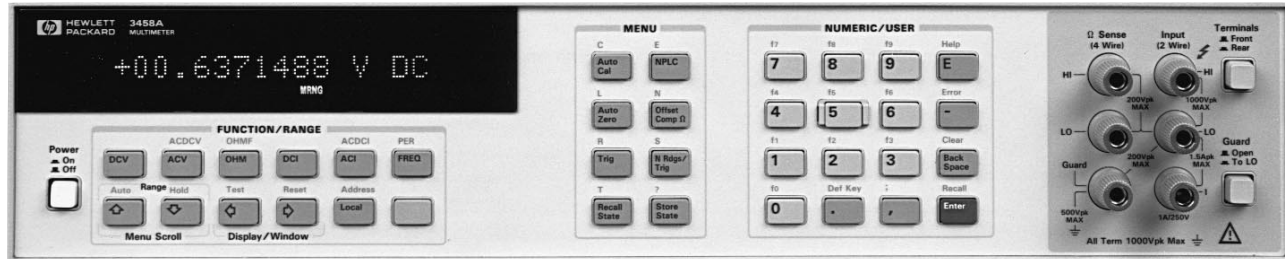 hp HEWLETT PACKARD 3458A MULTIMETER
+00.6371488 V DC
MRNG
Power
On
Off
FUNCTION/RANGE
ACDCV OHMF ACDCI PER
DCV ACV OHM DCI ACI FREQ
Auto Range Hold Test Reset Address
Local
Menu Scroll Display/Window
MENU
C E
Auto Cal NPLC
L N
Auto Zero Offset Comp Ω
R S
Trig N Rdgs/Trig
T ?
Recall State Store State
NUMERIC/USER
f7 f8 f9 Help
7 8 9 E
f4 f5 f6 Error
4 5 6 -
f1 f2 f3 Clear
1 2 3 Back Space
f0 Def Key ; Recall
0 . , Enter
Ω Sense (4 Wire)
Input (2 Wire)
Terminals
Front
Rear
HI HI
200Vpk MAX
1000Vpk MAX
LO LO
200Vpk MAX
1.5Apk MAX
Guard
Open
To LO
Guard
I
500Vpk MAX
1A/250V
All Term 1000Vpk Max